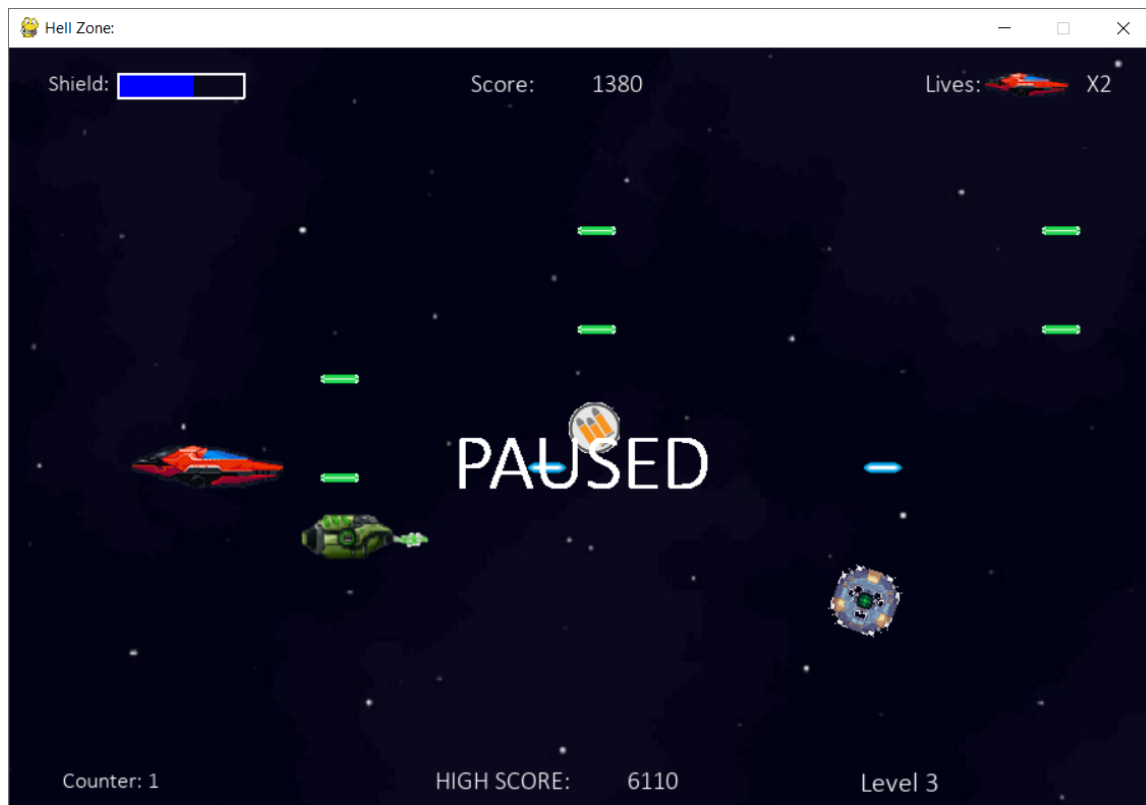 Hell Zone:
Shield: Score: 1380 Lives: X2
PAUSED
Counter: 1 HIGH SCORE: 6110 Level 3